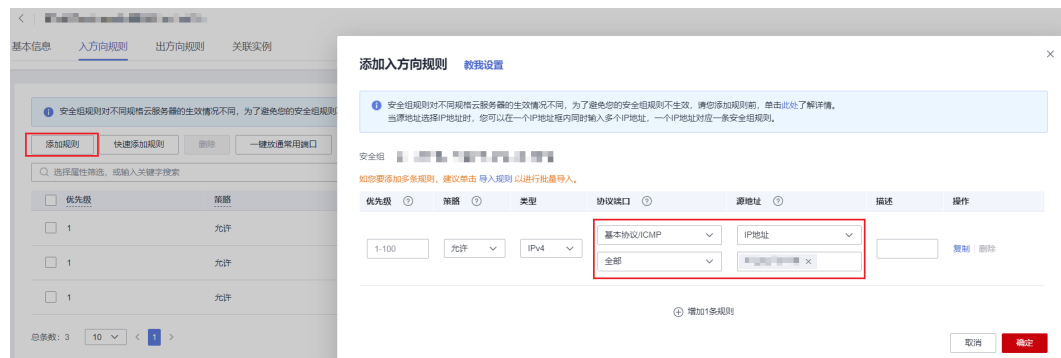 基本信息 入方向规则 出方向规则 关联实例
安全组规则对不同规格云服务器的生效情况不同，为了避免您的安全组规则
添加规则 快速添加规则 删除 一键放通常用端口
选择属性筛选，或输入关键字搜索
优先级 策略
1 允许
1 允许
1 允许
总条数：3 10 1
添加入方向规则 教我设置
安全组规则对不同规格云服务器的生效情况不同，为了避免您的安全组规则不生效，请您添加规则前，单击此处了解详情。
当源地址选择IP地址时，您可以在一个IP地址框内同时输入多个IP地址，一个IP地址对应一条安全组规则。
安全组
如您要添加多条规则，建议单击 导入规则 以进行批量导入。
优先级 策略 类型 协议端口 源地址 描述 操作
1-100 允许 IPv4 基本协议/ICMP IP地址 复制 删除
全部
增加1条规则
取消 确定